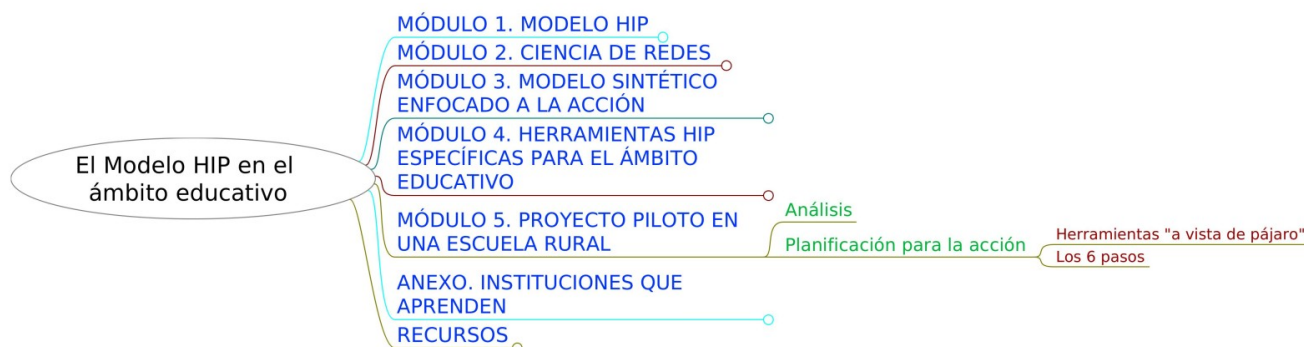 MÓDULO 1. MODELO HIP
MÓDULO 2. CIENCIA DE REDES
MÓDULO 3. MODELO SINTÉTICO
ENFOCADO A LA ACCIÓN
MÓDULO 4. HERRAMIENTAS HIP
ESPECÍFICAS PARA EL ÁMBITO
EDUCATIVO
El Modelo HIP en el
ámbito educativo
MÓDULO 5. PROYECTO PILOTO EN
UNA ESCUELA RURAL
Análisis
Planificación para la acción
Herramientas "a vista de pájaro"
Los 6 pasos
ANEXO. INSTITUCIONES QUE
APRENDEN
RECURSOS